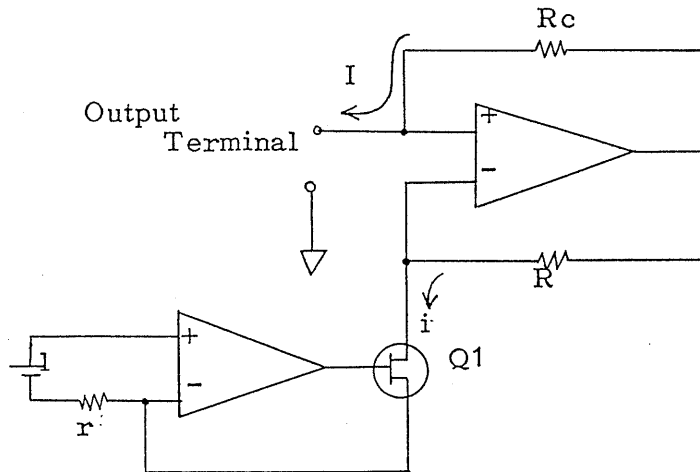 Rc
I
Output
Terminal
+
-
R
i
+
-
1
r
Q1